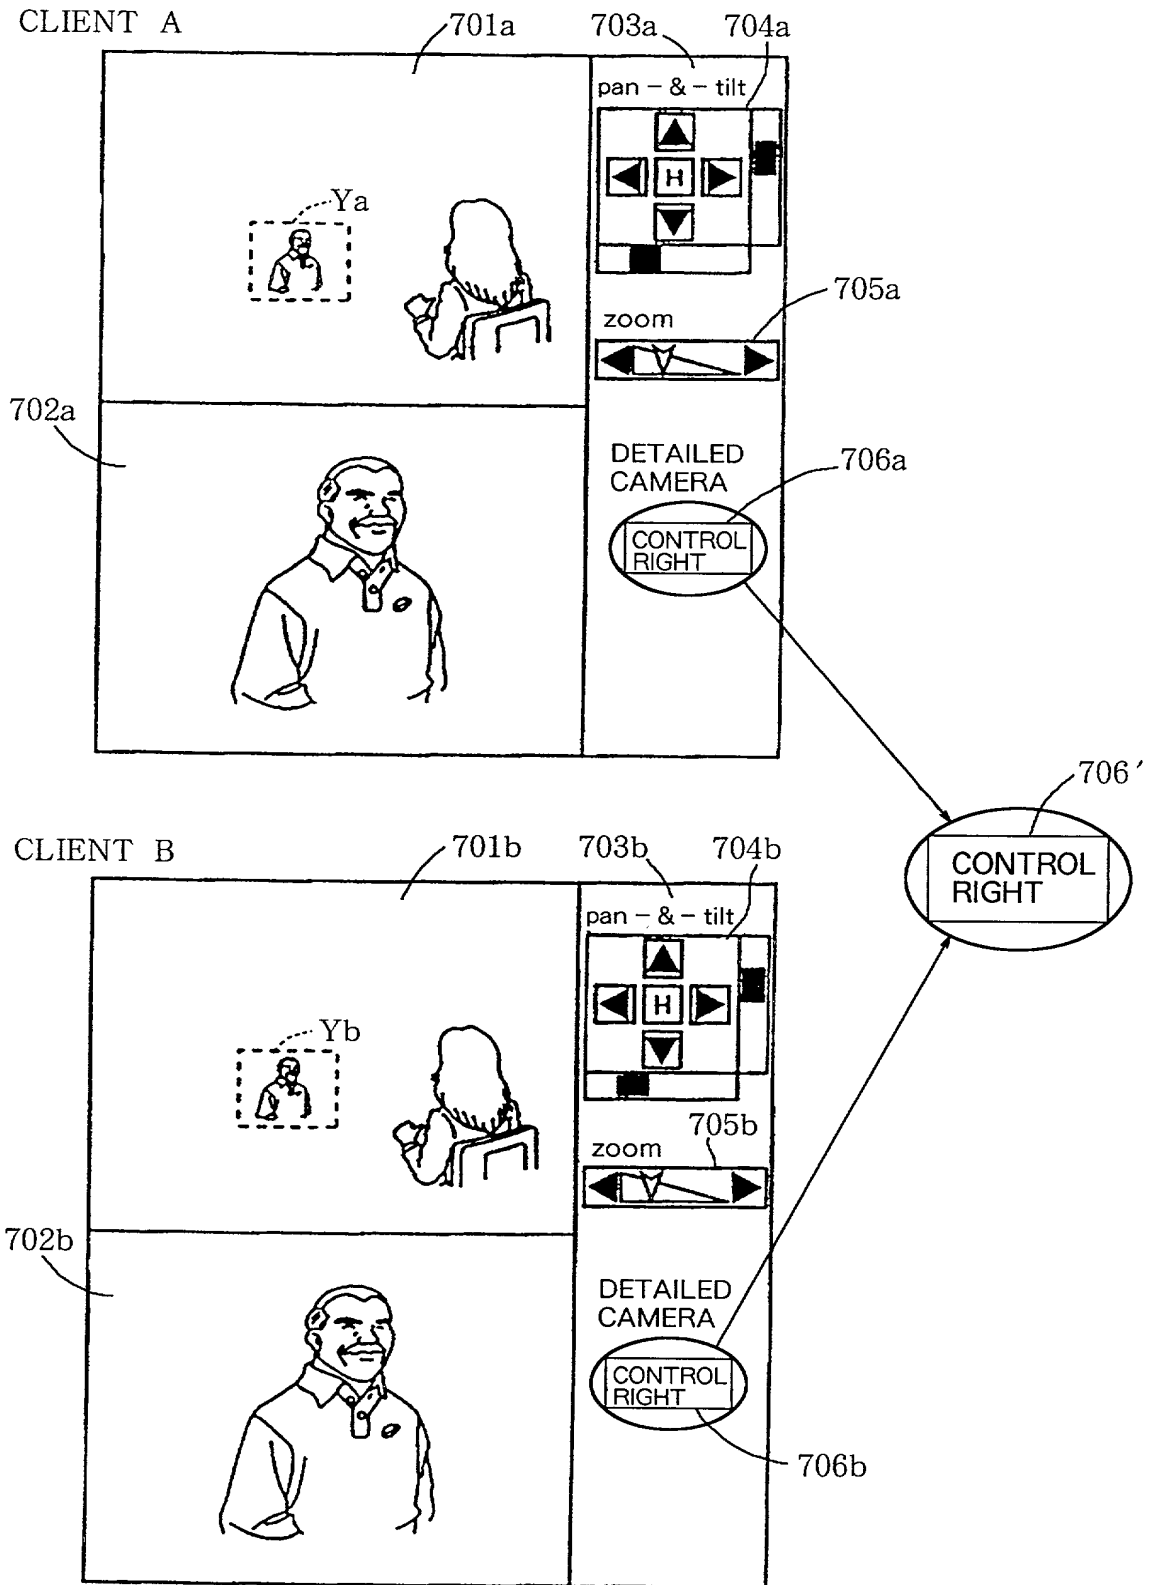 CLIENT A
701a
703a
704a
pan - & - tilt
H
Ya
705a
zoom
702a
DETAILED
CAMERA
706a
CONTROL
RIGHT
706'
CONTROL
RIGHT
CLIENT B
701b
703b
704b
pan - & - tilt
H
Yb
705b
zoom
702b
DETAILED
CAMERA
CONTROL
RIGHT
706b